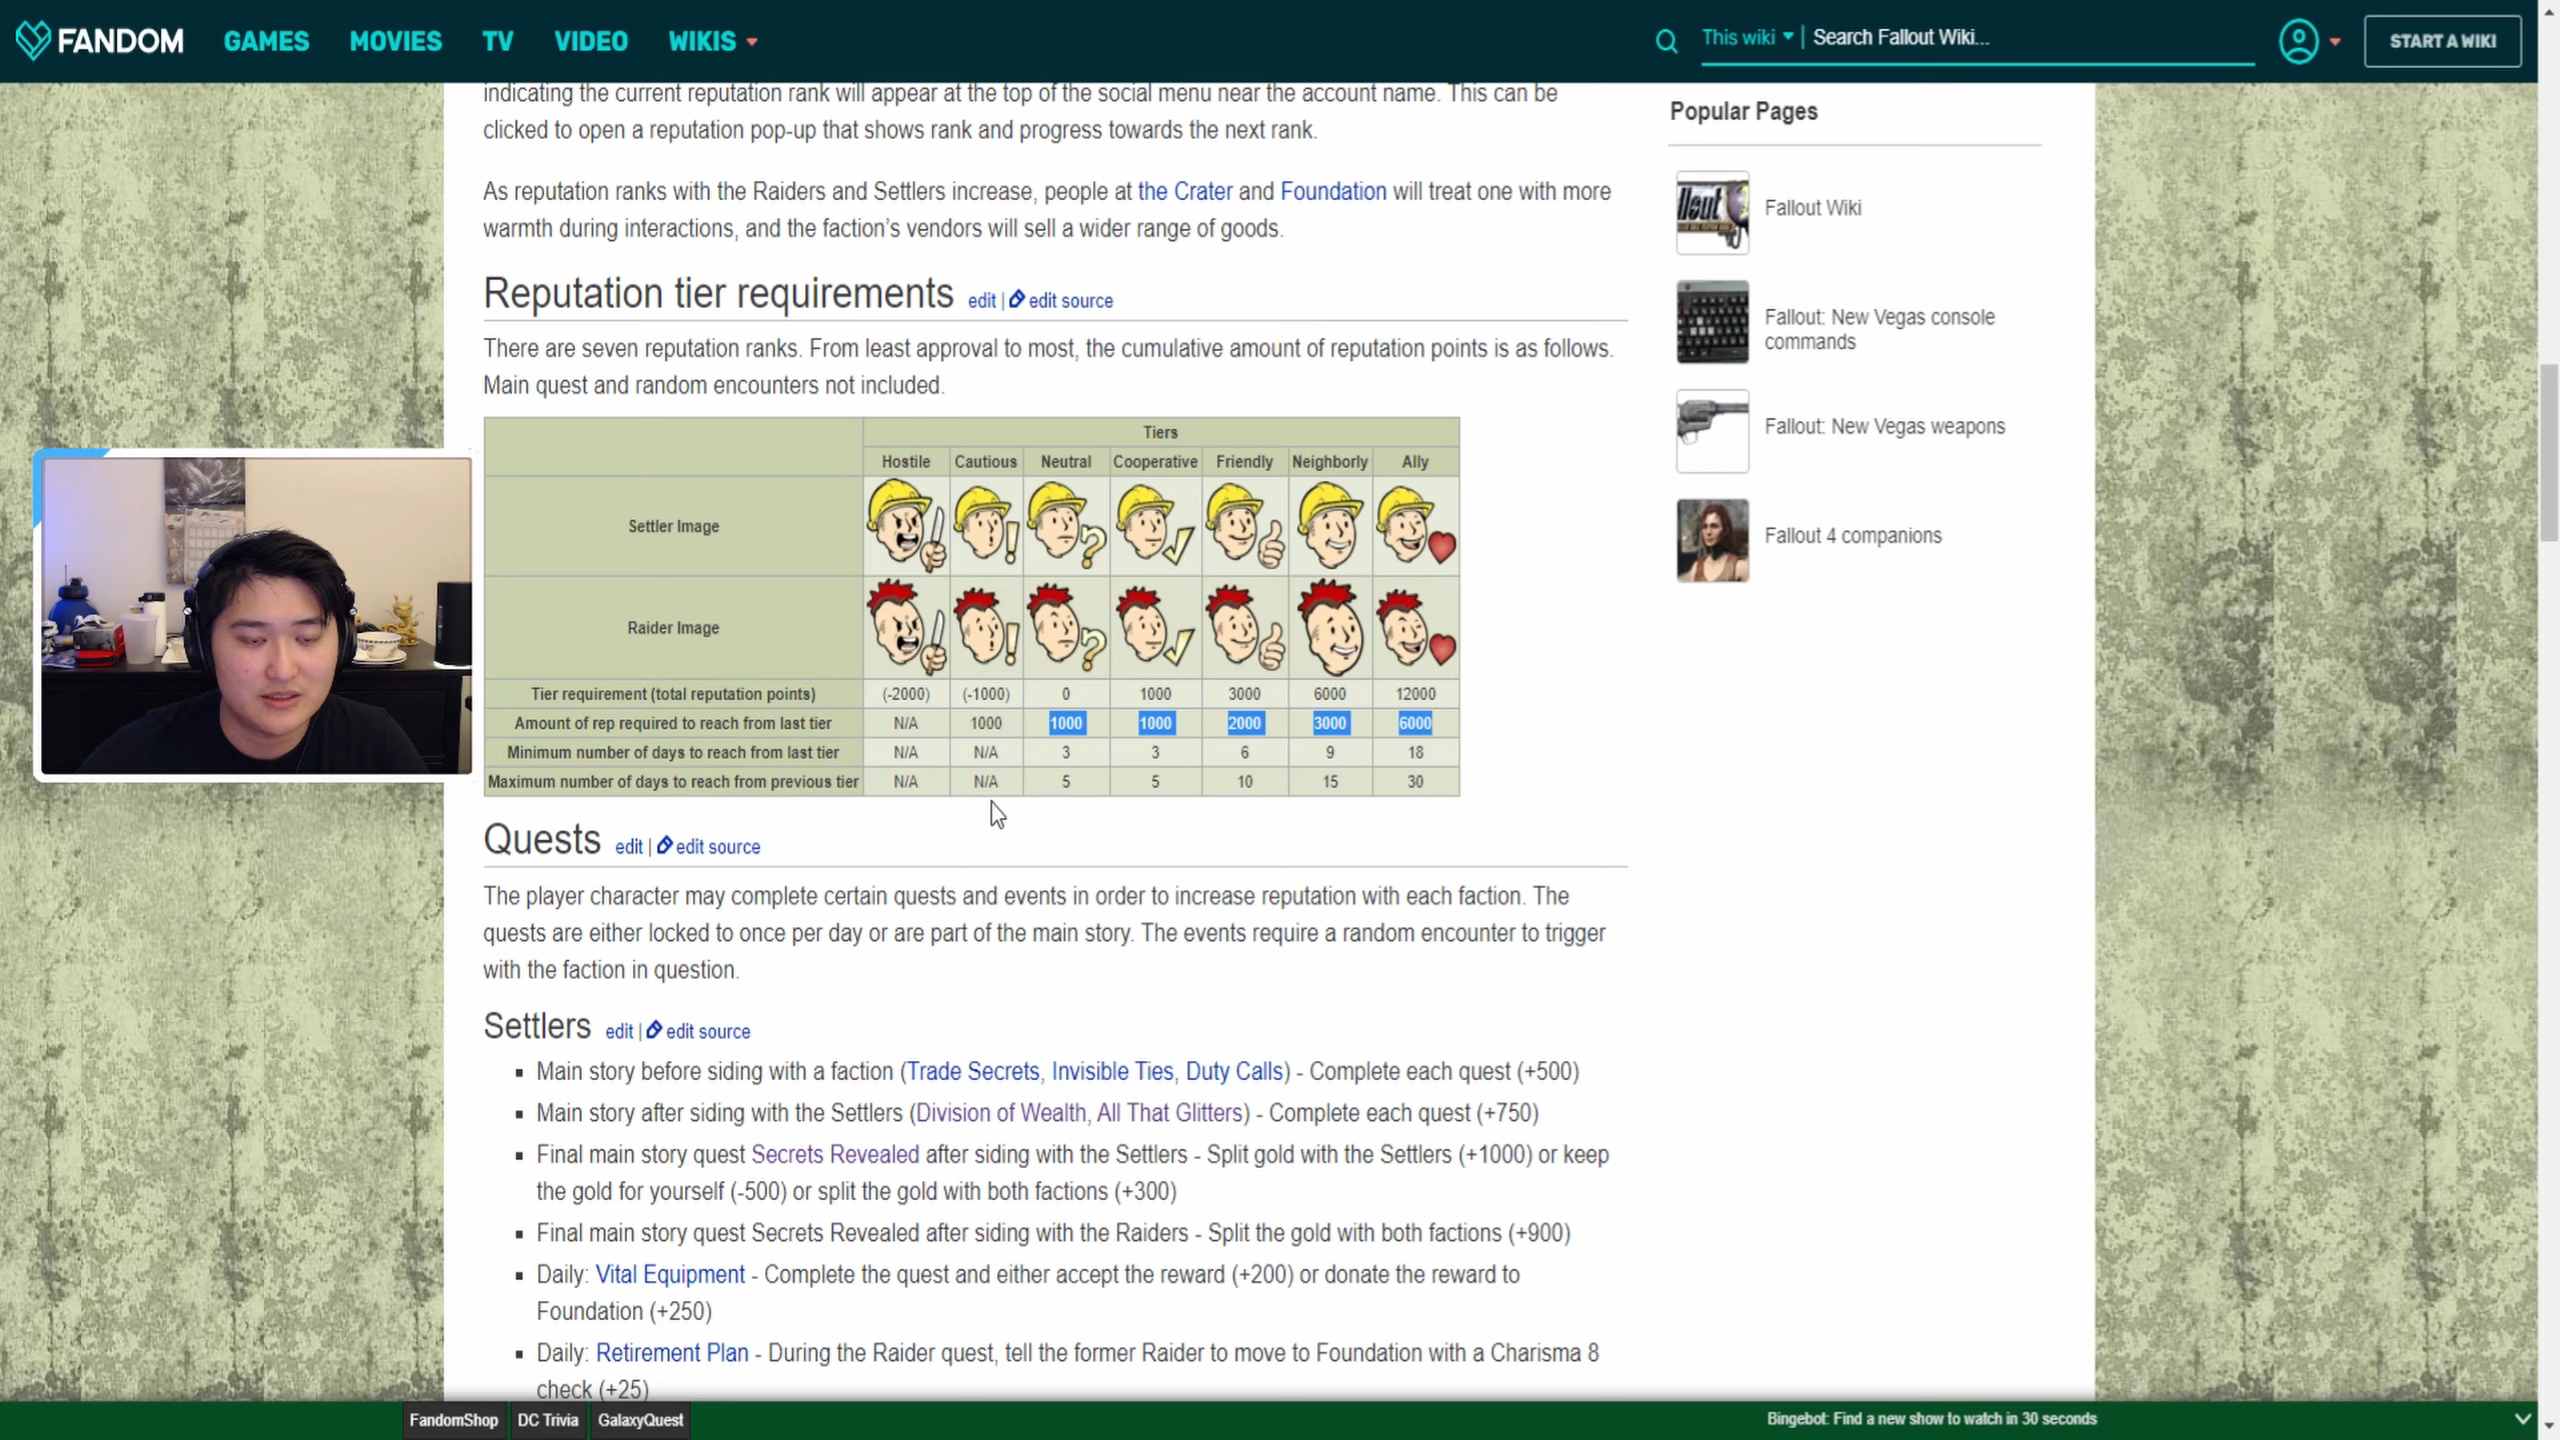 FANDOM GAMES MOVIES TV VIDEO WIKIS This wiki Search Fallout Wiki... START A WIKI
indicating the current reputation rank will appear at the top of the social menu near the account name. This can be
clicked to open a reputation pop-up that shows rank and progress towards the next rank.
As reputation ranks with the Raiders and Settlers increase, people at the Crater and Foundation will treat one with more
warmth during interactions, and the faction's vendors will sell a wider range of goods.
Reputation tier requirements edit | edit source
There are seven reputation ranks. From least approval to most, the cumulative amount of reputation points is as follows.
Main quest and random encounters not included.
Tiers
Hostile Cautious Neutral Cooperative Friendly Neighborly Ally
Settler Image
Raider Image
Tier requirement (total reputation points) (-2000) (-1000) 0 1000 3000 6000 12000
Amount of rep required to reach from last tier N/A 1000 1000 1000 2000 3000 6000
Minimum number of days to reach from last tier N/A N/A 3 3 6 9 18
Maximum number of days to reach from previous tier N/A N/A 5 5 10 15 30
Quests edit | edit source
The player character may complete certain quests and events in order to increase reputation with each faction. The
quests are either locked to once per day or are part of the main story. The events require a random encounter to trigger
with the faction in question.
Settlers edit | edit source
▪ Main story before siding with a faction (Trade Secrets, Invisible Ties, Duty Calls) - Complete each quest (+500)
▪ Main story after siding with the Settlers (Division of Wealth, All That Glitters) - Complete each quest (+750)
▪ Final main story quest Secrets Revealed after siding with the Settlers - Split gold with the Settlers (+1000) or keep
the gold for yourself (-500) or split the gold with both factions (+300)
▪ Final main story quest Secrets Revealed after siding with the Raiders - Split the gold with both factions (+900)
▪ Daily: Vital Equipment - Complete the quest and either accept the reward (+200) or donate the reward to
Foundation (+250)
▪ Daily: Retirement Plan - During the Raider quest, tell the former Raider to move to Foundation with a Charisma 8
check (+25)
Popular Pages
llout
Fallout Wiki
Fallout: New Vegas console
commands
Fallout: New Vegas weapons
Fallout 4 companions
FandomShop DC Trivia GalaxyQuest Bingebot: Find a new show to watch in 30 seconds